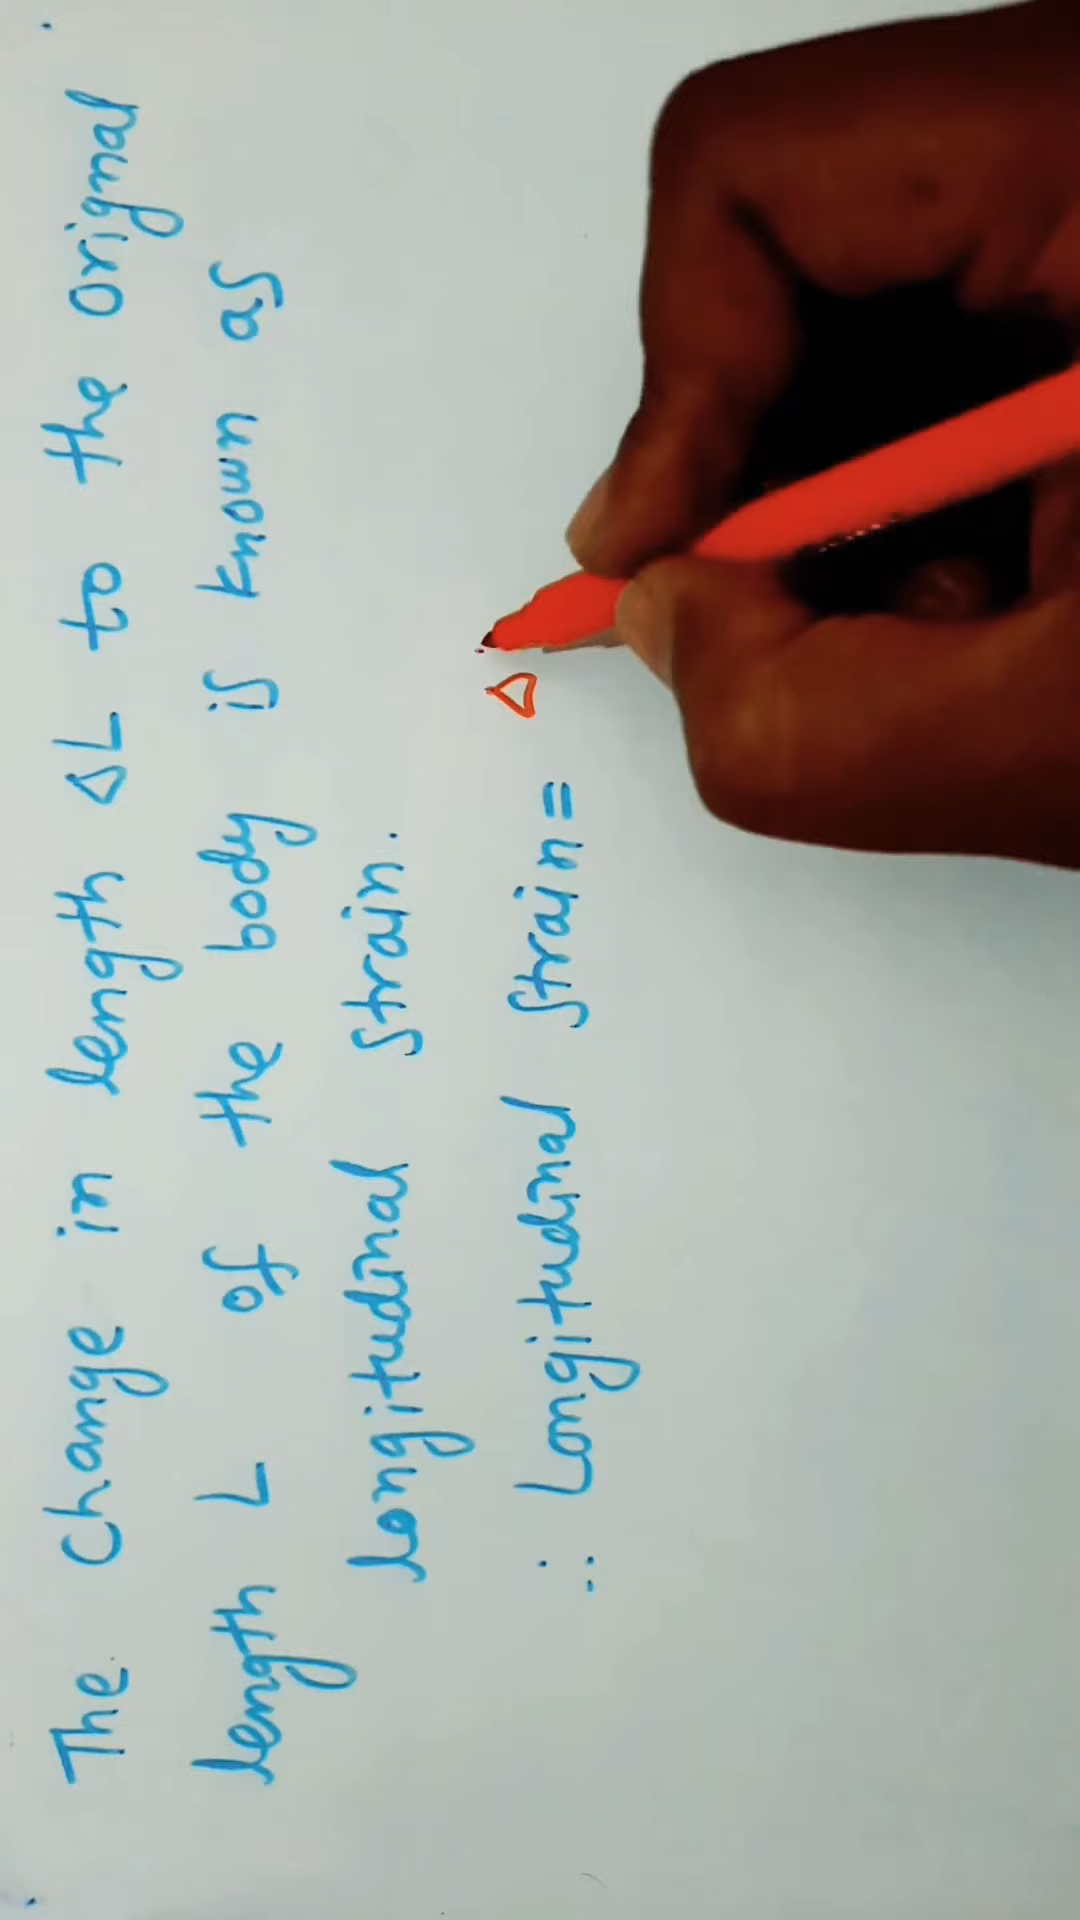 The change in length ΔL to the original
length L of the body is known as
longitudinal strain.
∴ Longitudinal strain = Δ